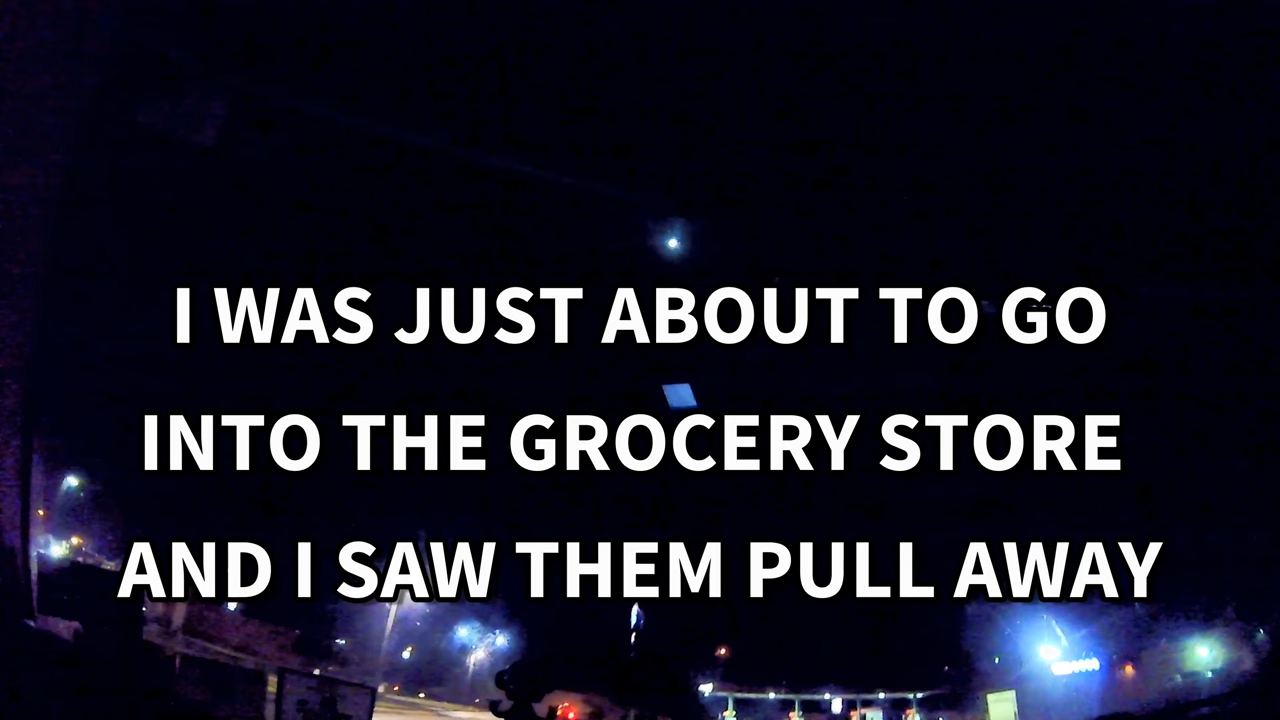 I WAS JUST ABOUT TO GO
INTO THE GROCERY STORE
AND I SAW THEM PULL AWAY